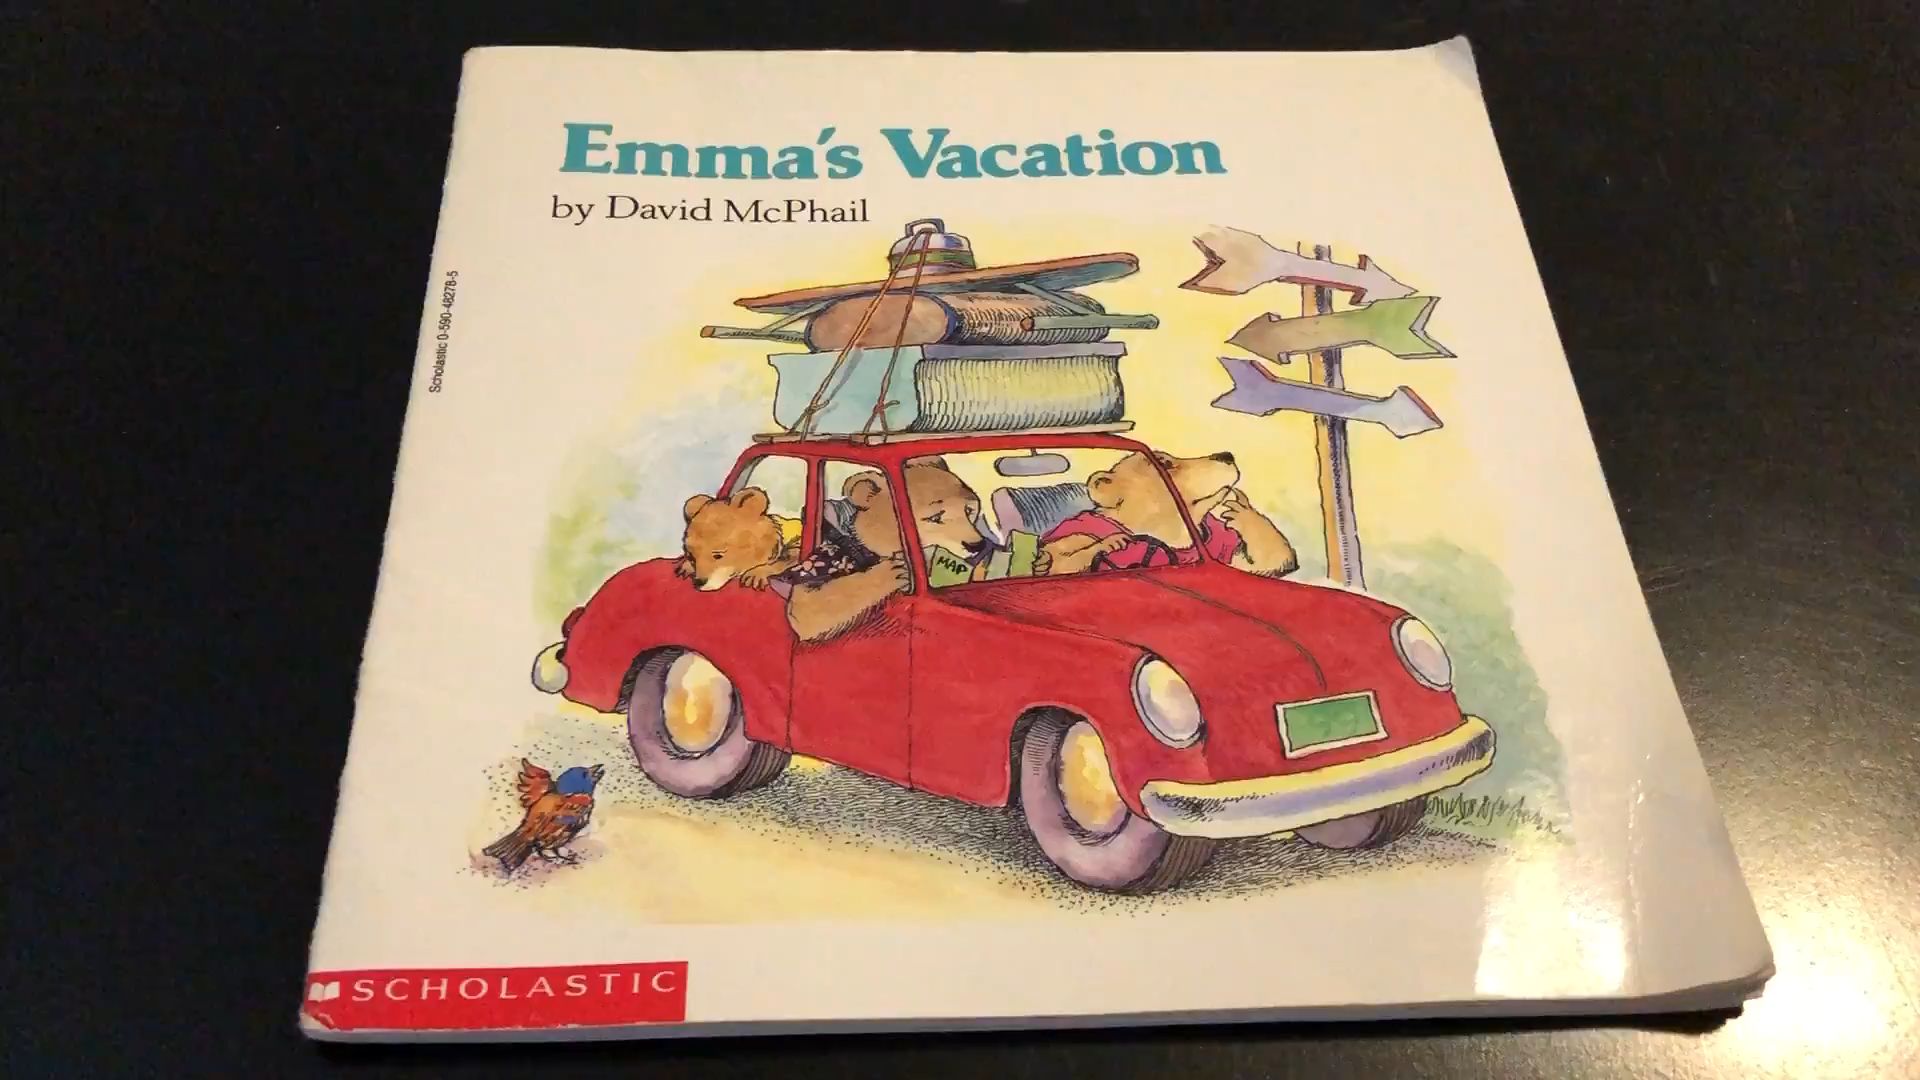 Emma's Vacation
by David McPhail
Scholastic 0-590-48278-5
MAP
SCHOLASTIC